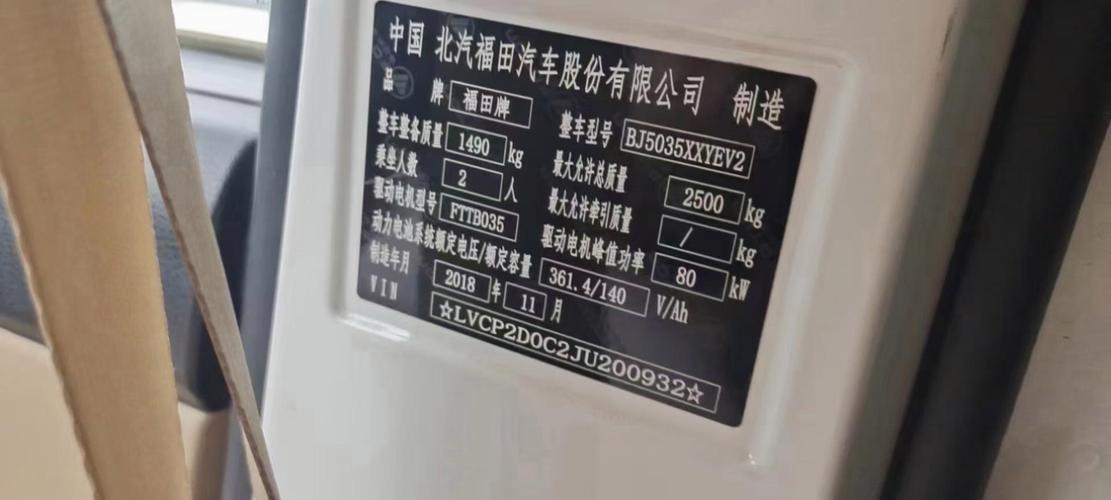 中国 北汽福田汽车股份有限公司 制造
品 牌 福田牌 整车型号 BJ5035XXYEV2
整车整备质量 1490 kg 最大允许总质量 2500 kg
乘坐人数 2 人 最大允许牵引质量 / kg
驱动电机型号 FTTB035 驱动电机峰值功率 80 kW
动力电池系统额定电压/额定容量 361.4/140 V/Ah
制造年月 2018 年 11 月
VIN ☆LVCP2D0C2JU200932☆